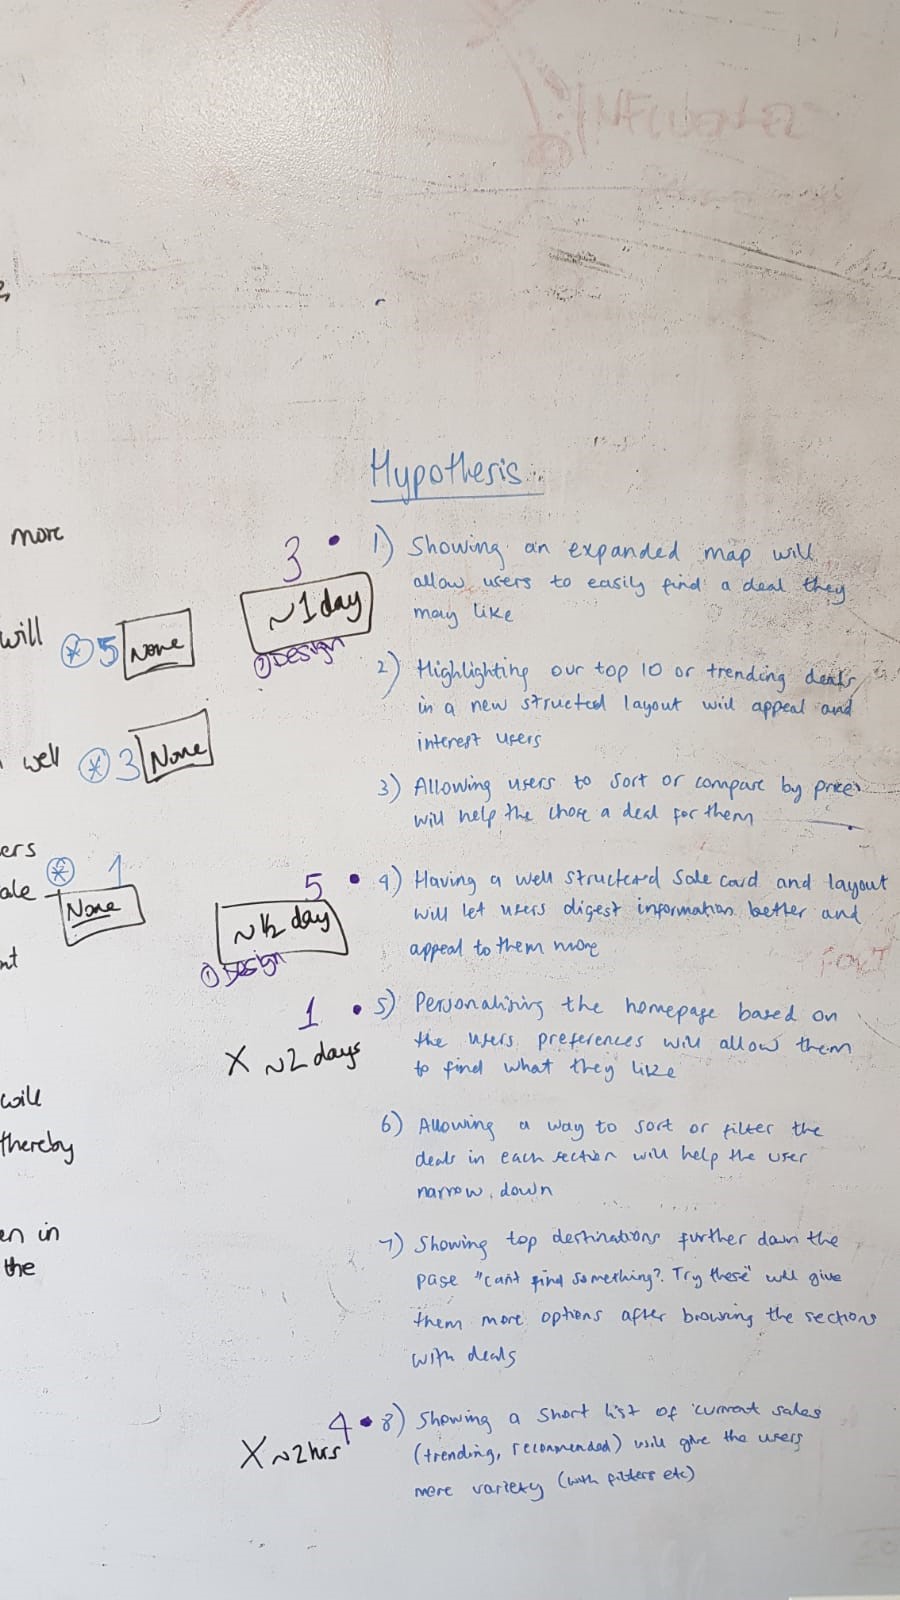 Hypothesis
more
3 • 1) Showing an expanded map will
allow users to easily find a deal they
may like
~1 day
① Design
will * 5 None
2) Highlighting our top 10 or trending deals
in a new structed layout will appeal and
interest users
well * 3 None
3) Allowing users to sort or compare by price
will help the chose a deal for them
ers
ale * 1
None
5 • 4) Having a well structered sale card and layout
will let users digest information better and
appeal to them more
~1/2 day
① Design
nt
FONT
1 • 5) Personalising the homepage based on
the users preferences will allow them
to find what they like
X ~2 days
will
thereby
6) Allowing a way to sort or filter the
deals in each section will help the user
narrow down
en in
the
7) Showing top destinations further down the
page "can't find something? Try these" will give
them more options after browsing the sections
with deals
4 • 8) Showing a short list of current sales
(trending, recommended) will give the users
more variety (with filters etc)
X ~2hrs